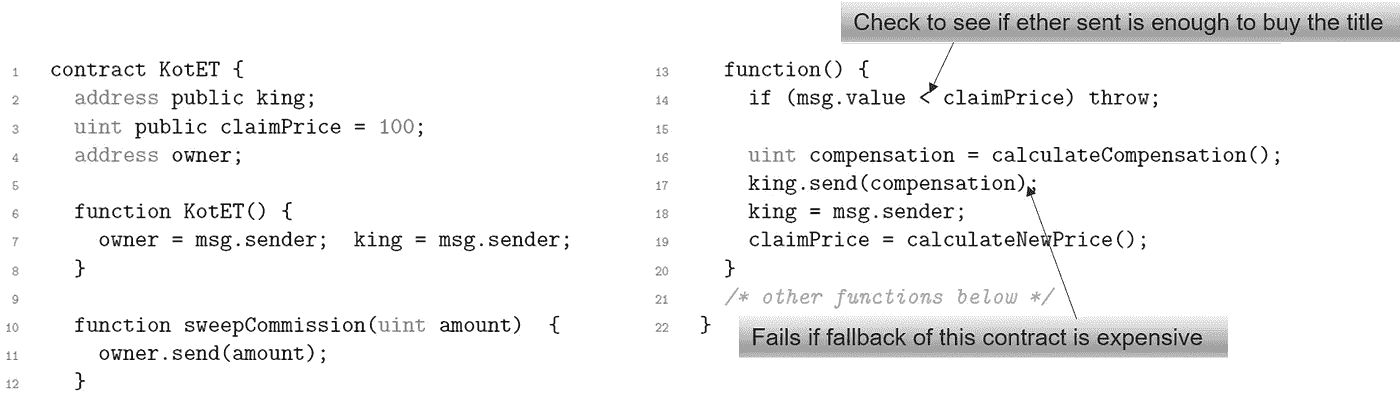 Check to see if ether sent is enough to buy the title
1 contract KotET {
2 address public king;
3 uint public claimPrice = 100;
4 address owner;
5
6 function KotET() {
7 owner = msg.sender; king = msg.sender;
8 }
9
10 function sweepCommission(uint amount) {
11 owner.send(amount);
12 }
13 function() {
14 if (msg.value < claimPrice) throw;
15
16 uint compensation = calculateCompensation();
17 king.send(compensation);
18 king = msg.sender;
19 claimPrice = calculateNewPrice();
20 }
21 /* other functions below */
22 }
Fails if fallback of this contract is expensive